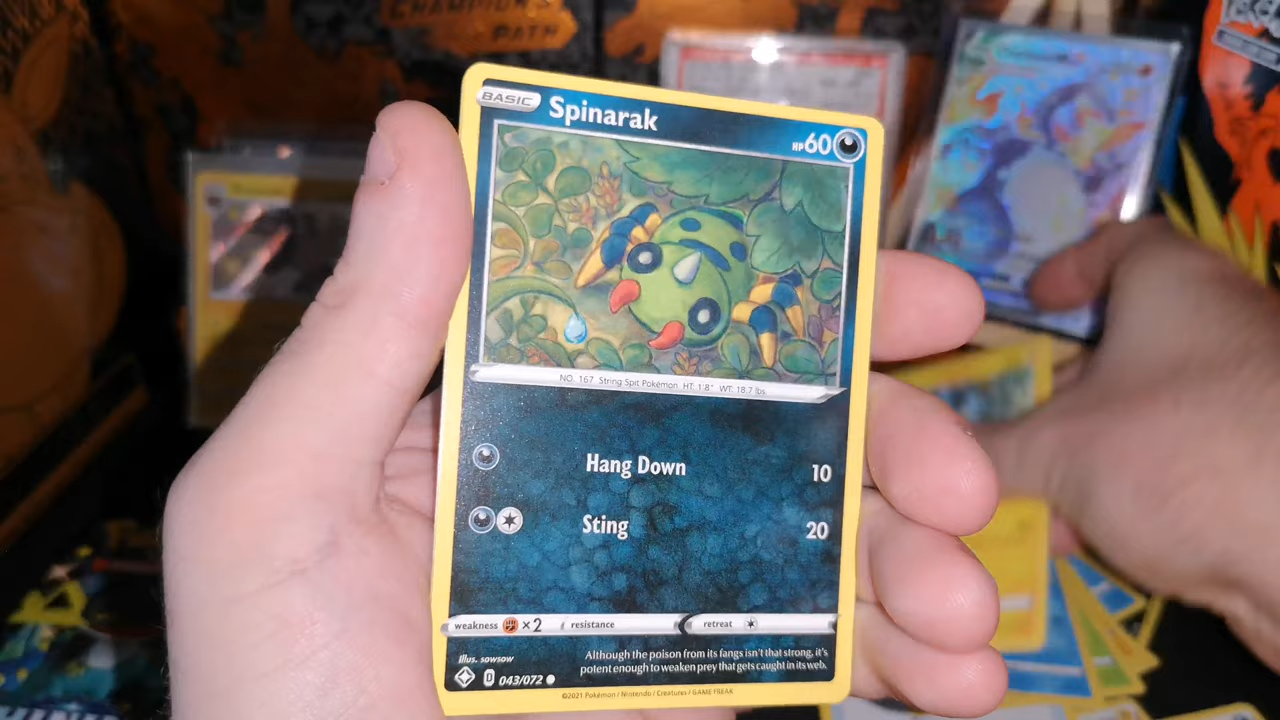 CHAMPION'S
PATH
BASIC
Spinarak
HP 60
NO. 167 String Spit Pokémon HT: 1'8" WT: 18.7 lbs.
Hang Down 10
Sting 20
weakness ×2 resistance retreat
Illus. sowsow
Although the poison from its fangs isn't that strong, it's
potent enough to weaken prey that gets caught in its web.
D 043/072
©2021 Pokémon / Nintendo / Creatures / GAME FREAK